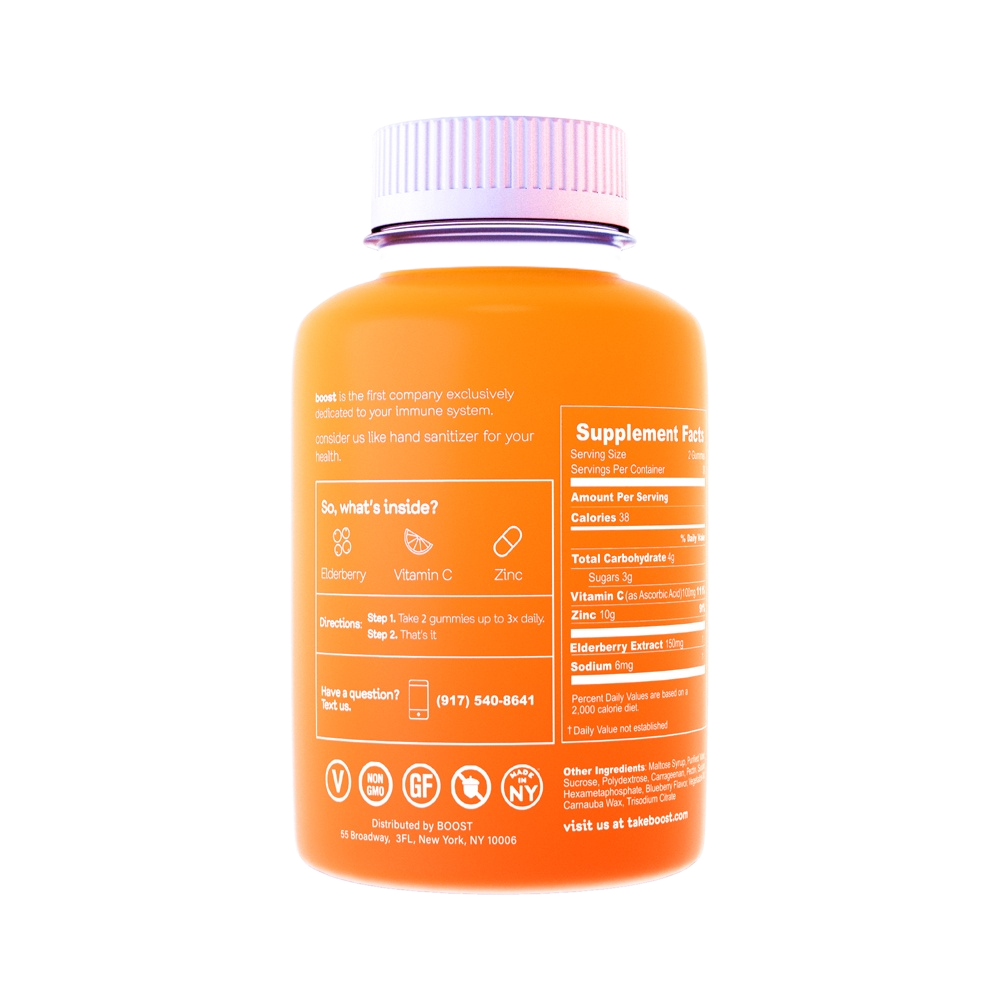 boost is the first company exclusively
dedicated to your immune system.
consider us like hand sanitizer for your
health.
So, what's inside?
Elderberry Vitamin C Zinc
Directions: Step 1. Take 2 gummies up to 3x daily.
Step 2. That's it
Have a question?
Text us.
(917) 540-8641
V
NON
GMO
GF
MADE
IN
NY
Distributed by BOOST
55 Broadway, 3FL, New York, NY 10006
Supplement Facts
Serving Size 2
Servings Per Container
Amount Per Serving
Calories 38
% Daily
Total Carbohydrate 4g
Sugars 3g
Vitamin C (as Ascorbic Acid) 100mg
Zinc 10g
Elderberry Extract 150mg
Sodium 6mg
Percent Daily Values are based on a
2,000 calorie diet.
† Daily Value not established
Other Ingredients: Maltose Syrup, Purified
Sucrose, Polydextrose, Carrageenan, Pectin,
Hexametaphosphate, Blueberry Flavor,
Carnauba Wax, Trisodium Citrate
visit us at takeboost.com